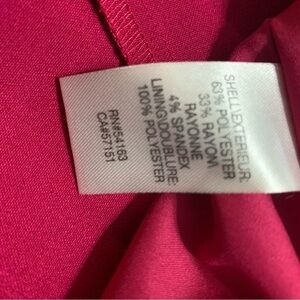 SHELL\EXTERIEUR:
63% POLYESTER
33% RAYON
RAYONNE
4% SPANDEX
LINING\DOUBLURE:
100% POLYESTER
RN#54163
CA#57151